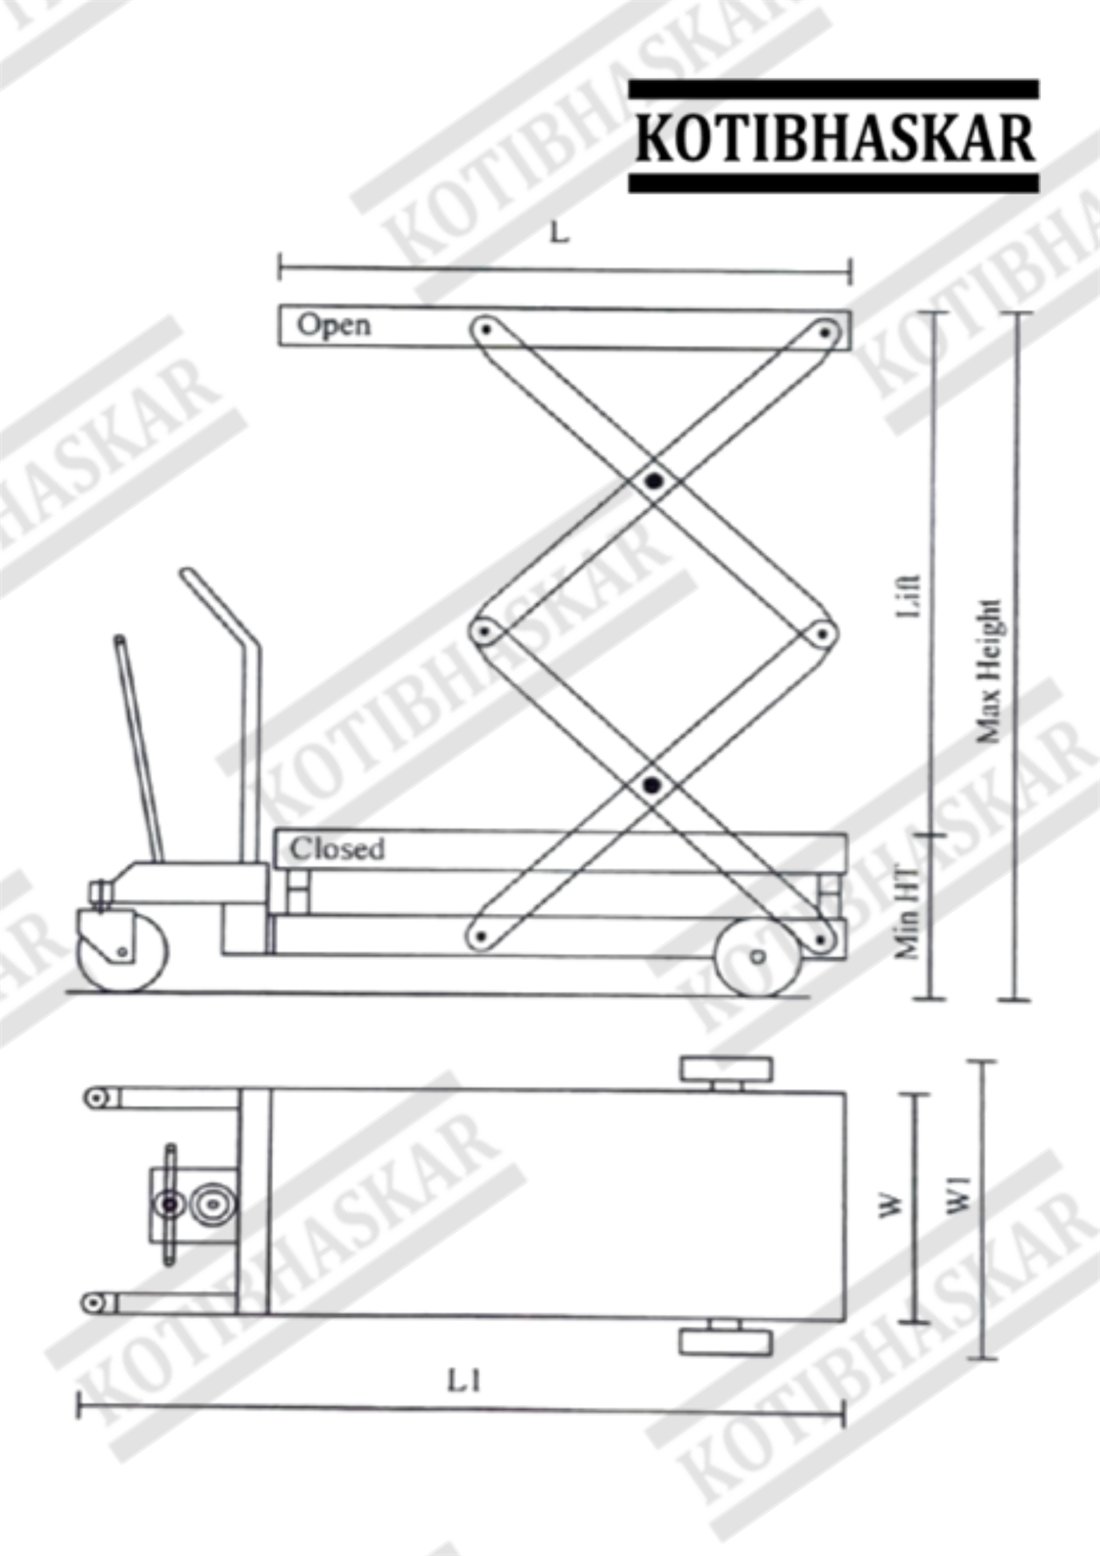 KOTIBHASKAR
L
Open
Lift
Max Height
Closed
Min HT
W
W1
L1